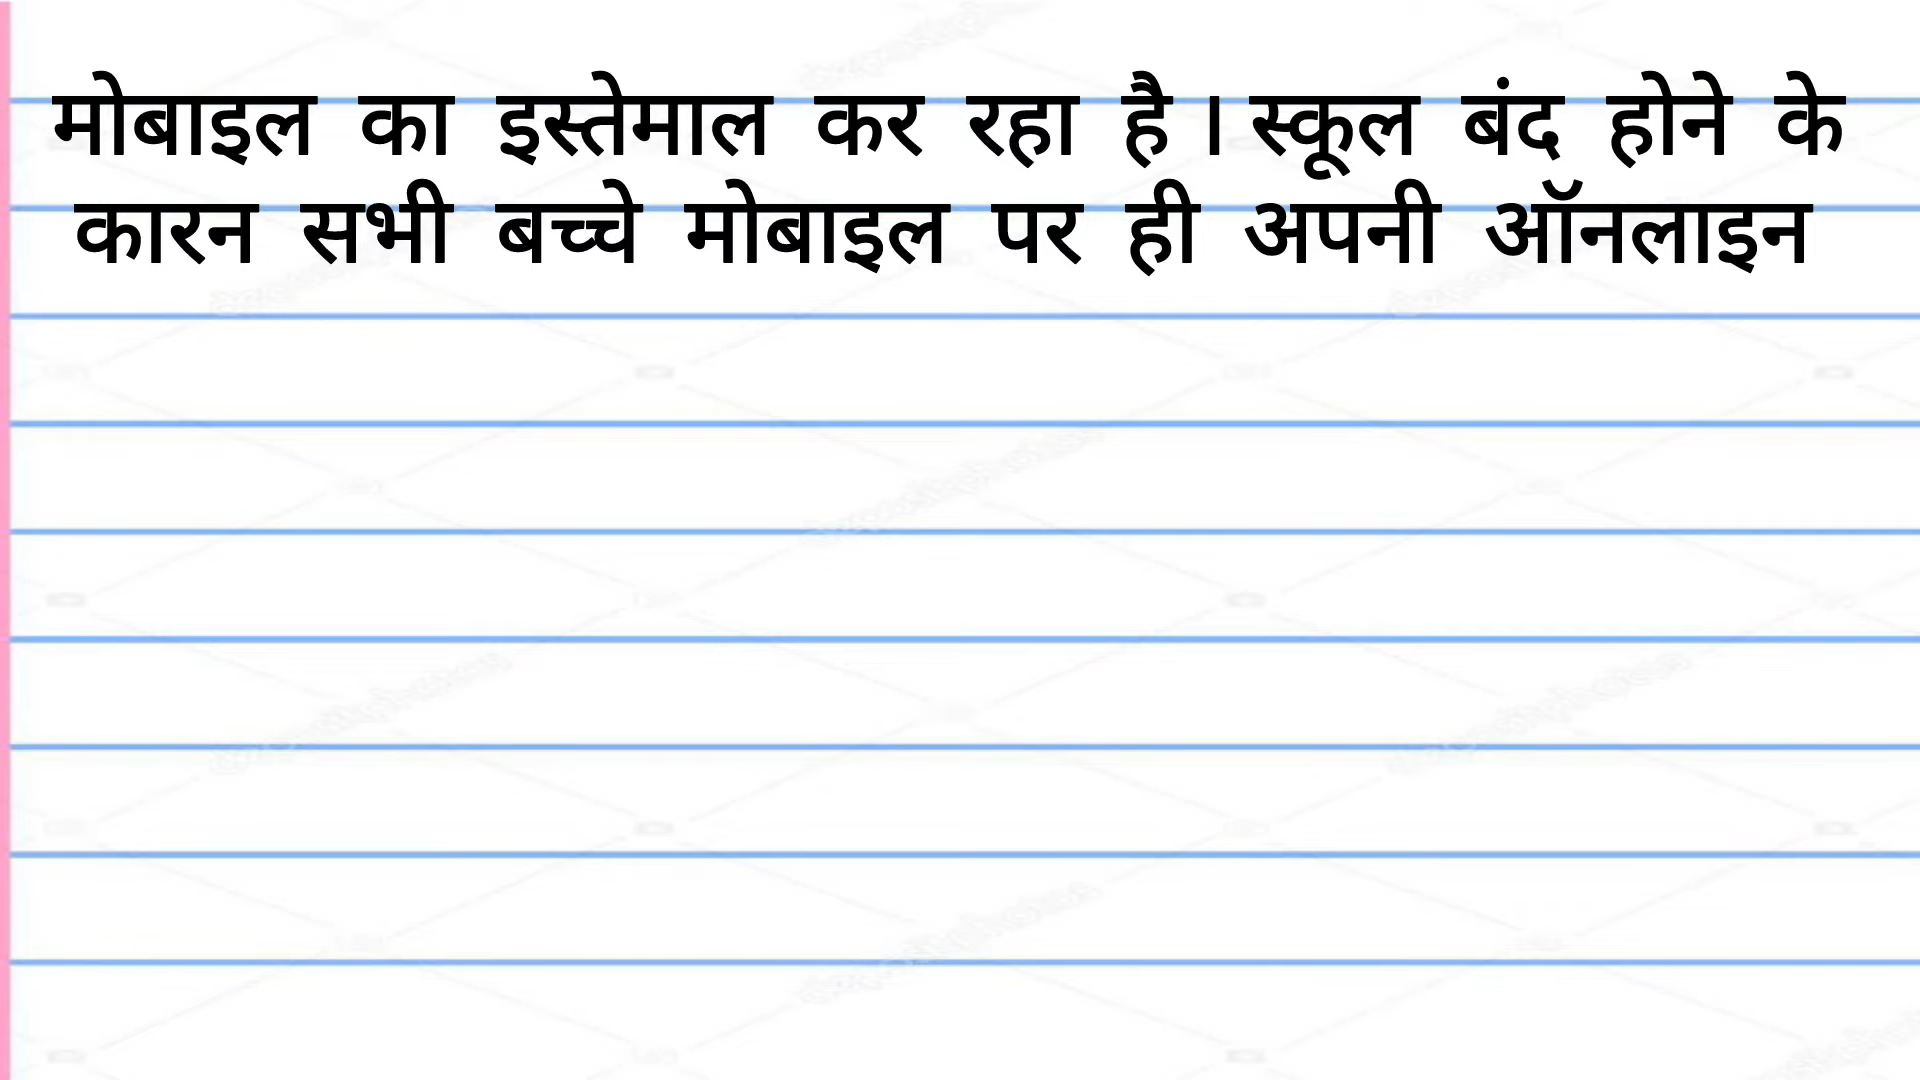 मोबाइल का इस्तेमाल कर रहा है । स्कूल बंद होने के
कारन सभी बच्चे मोबाइल पर ही अपनी ऑनलाइन